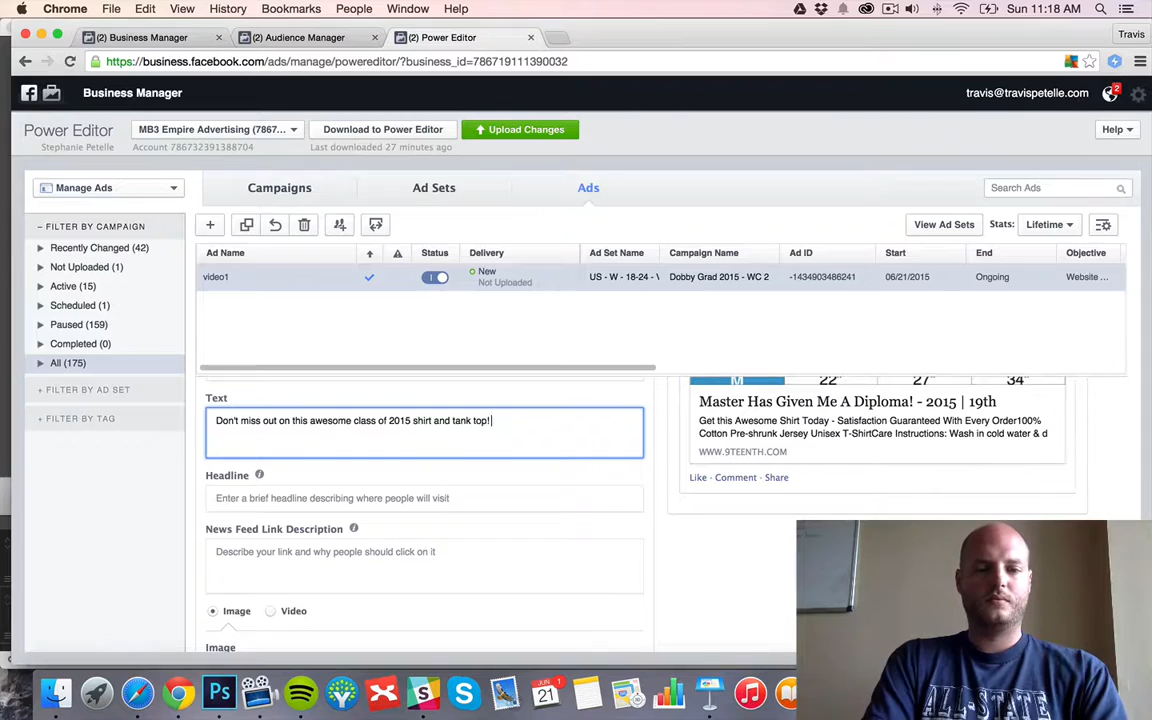 Chrome File Edit View History Bookmarks People Window Help Sun 11:18 AM
(2) Business Manager (2) Audience Manager (2) Power Editor Travis
https://business.facebook.com/ads/manage/powereditor/?business_id=786719111390032
Business Manager travis@travispetelle.com 2
Power Editor MB3 Empire Advertising (7867... Download to Power Editor Upload Changes Help
Stephanie Petelle Account 786732391388704 Last downloaded 27 minutes ago
Manage Ads Campaigns Ad Sets Ads Search Ads
– FILTER BY CAMPAIGN View Ad Sets Stats: Lifetime
Recently Changed (42) Ad Name Status Delivery Ad Set Name Campaign Name Ad ID Start End Objective
Not Uploaded (1) video1 New US - W - 18-24 - \ Dobby Grad 2015 - WC 2 -1434903486241 06/21/2015 Ongoing Website ...
Not Uploaded
Active (15)
Scheduled (1)
Paused (159)
Completed (0)
All (175)
+ FILTER BY AD SET
+ FILTER BY TAG
Text
Don't miss out on this awesome class of 2015 shirt and tank top!
Headline
Enter a brief headline describing where people will visit
News Feed Link Description
Describe your link and why people should click on it
Image Video
Image
M 22" 27" 34"
Master Has Given Me A Diploma! - 2015 | 19th
Get this Awesome Shirt Today - Satisfaction Guaranteed With Every Order100%
Cotton Pre-shrunk Jersey Unisex T-ShirtCare Instructions: Wash in cold water & d
WWW.9TEENTH.COM
Like · Comment · Share
ALL-STATE
Ps
JUN
21
1